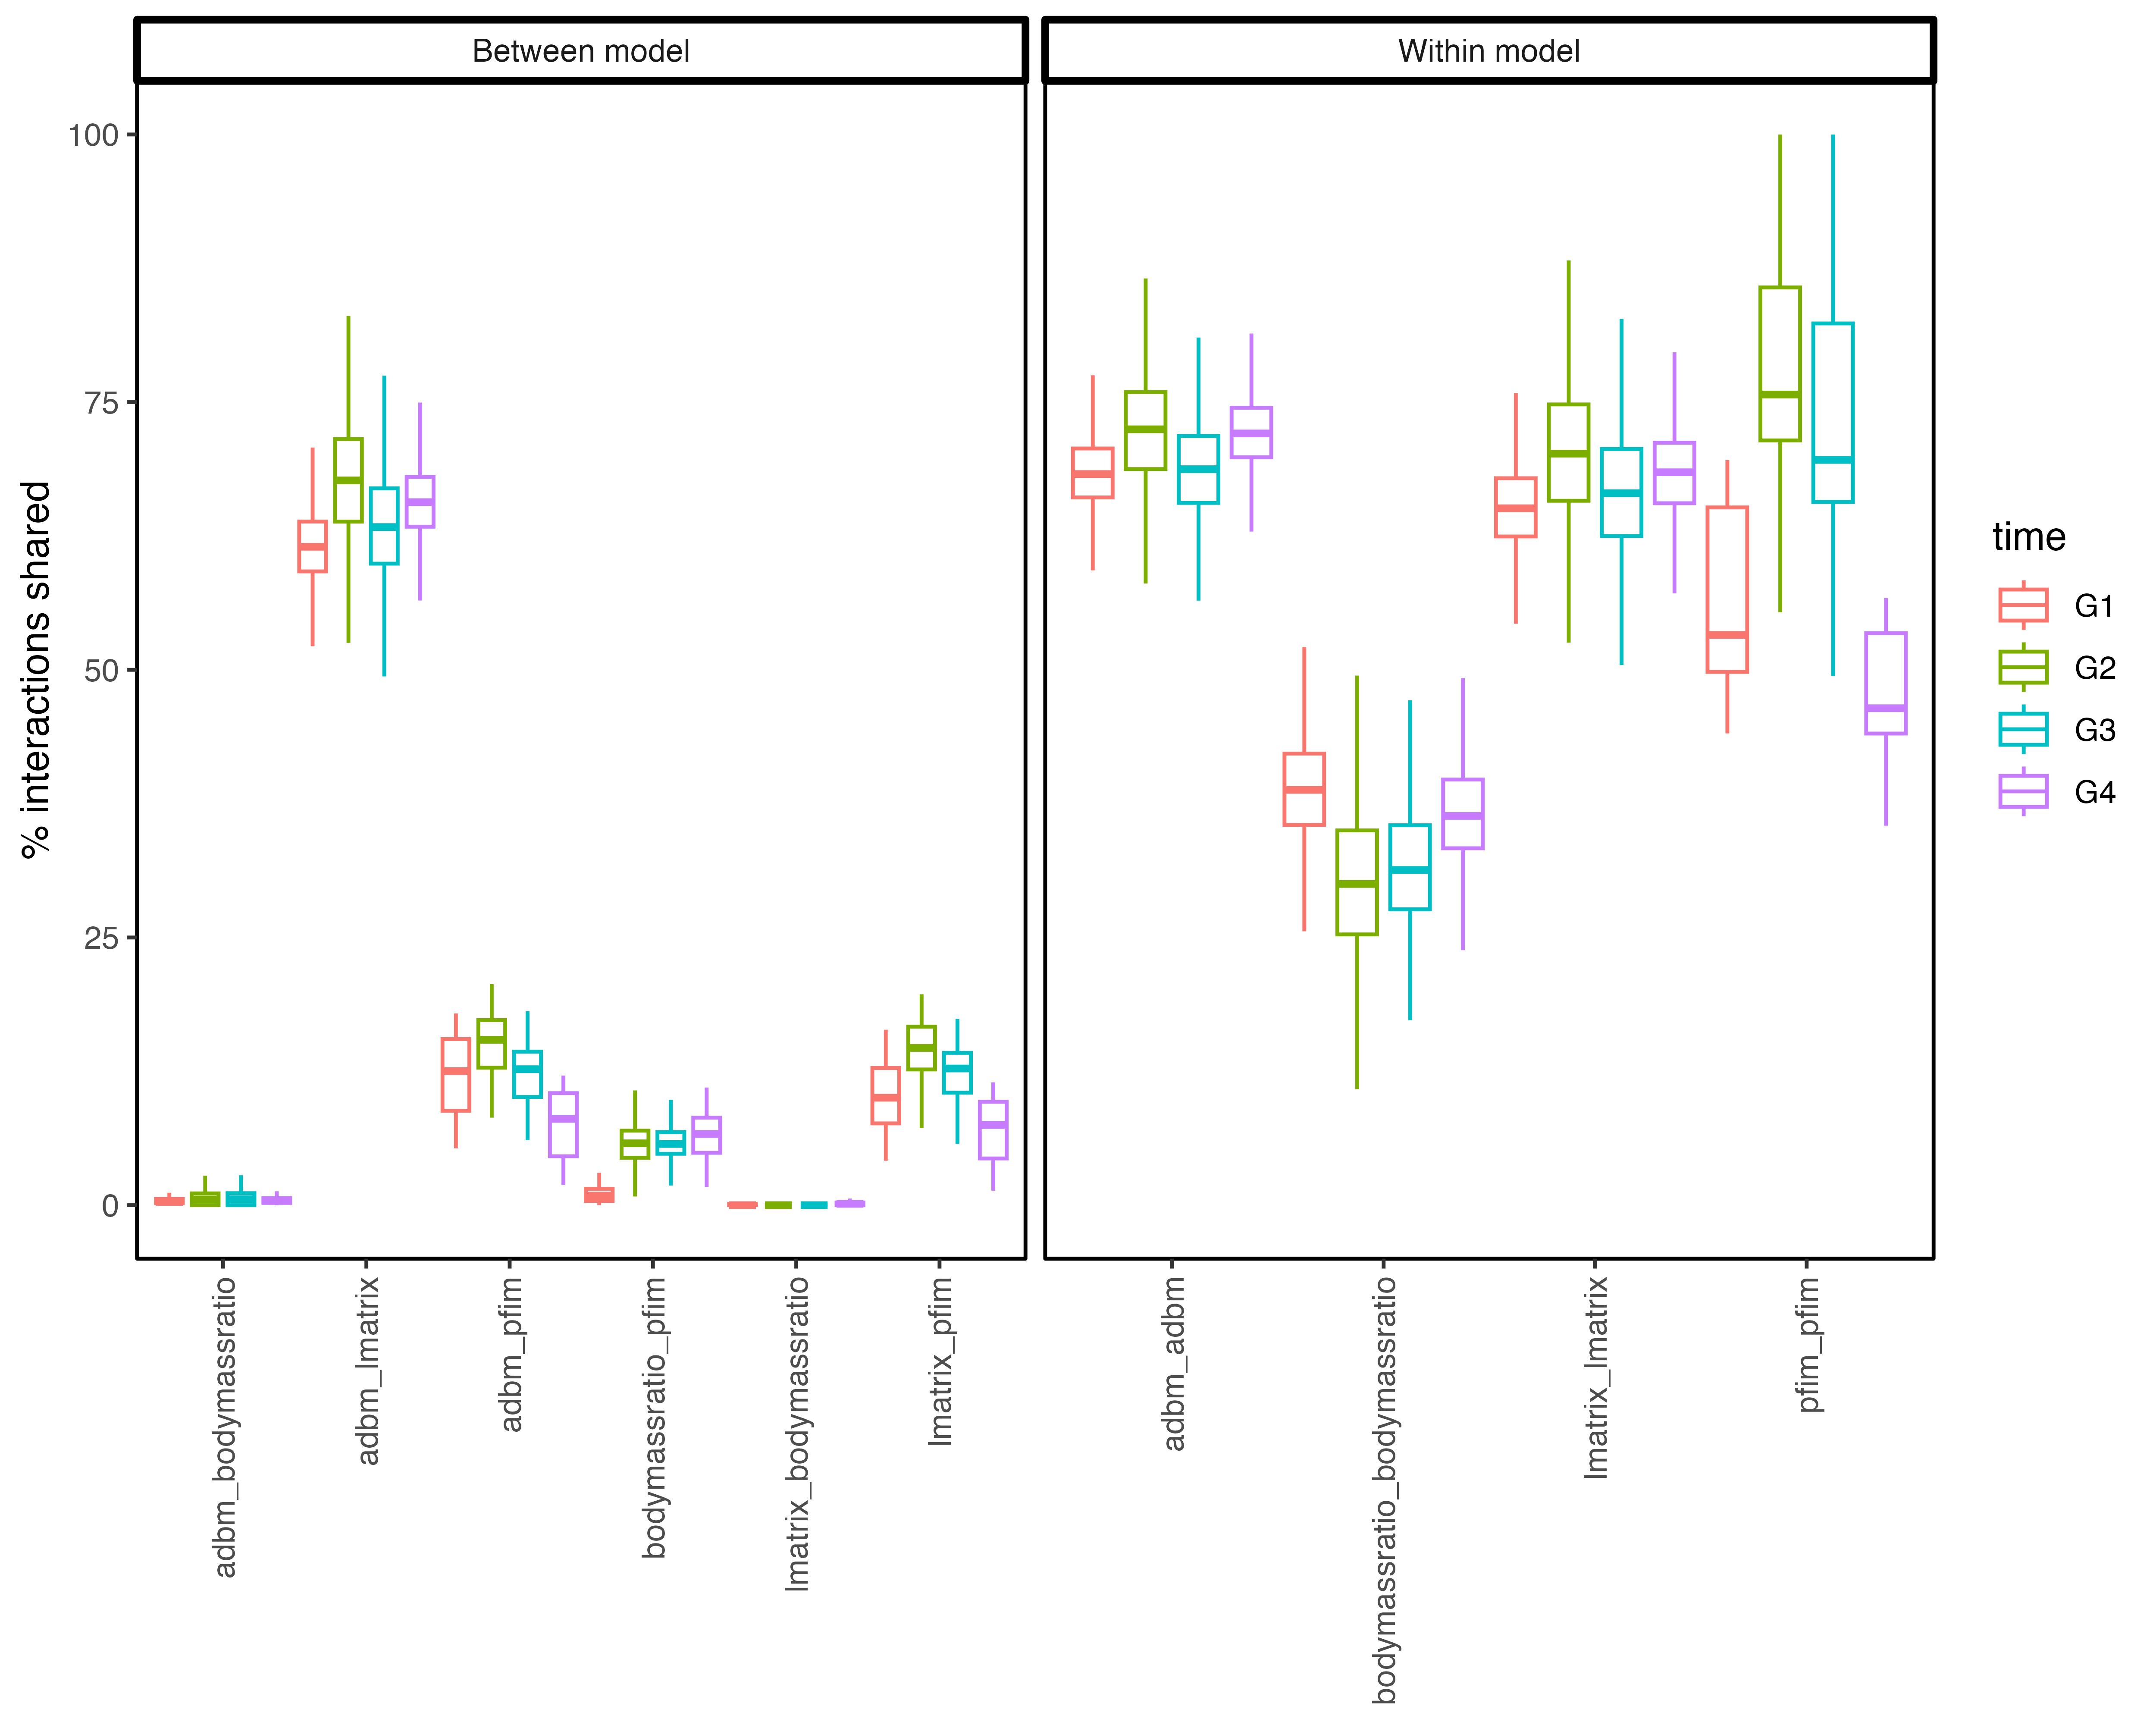 Between model
Within model
% interactions shared
100
75
50
25
0
adbm_bodymassratio
adbm_lmatrix
adbm_pfim
bodymassratio_pfim
lmatrix_bodymassratio
lmatrix_pfim
adbm_adbm
bodymassratio_bodymassratio
lmatrix_lmatrix
pfim_pfim
time
G1
G2
G3
G4